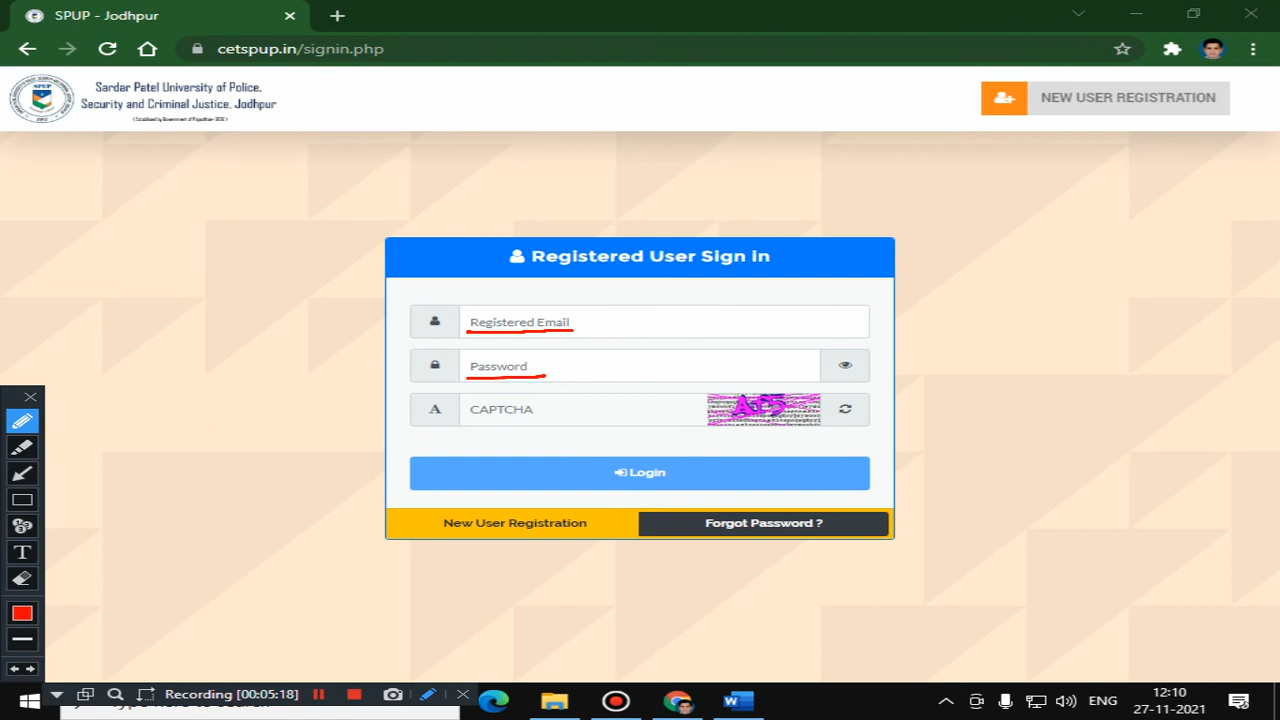 SPUP - Jodhpur
cetspup.in/signin.php
SPUP
Sardar Patel University of Police,
Security and Criminal Justice, Jodhpur
NEW USER REGISTRATION
Registered User Sign in
Registered Email
Password
A CAPTCHA
Login
New User Registration
Forgot Password ?
T
Recording [00:05:18]
ENG
12:10
27-11-2021